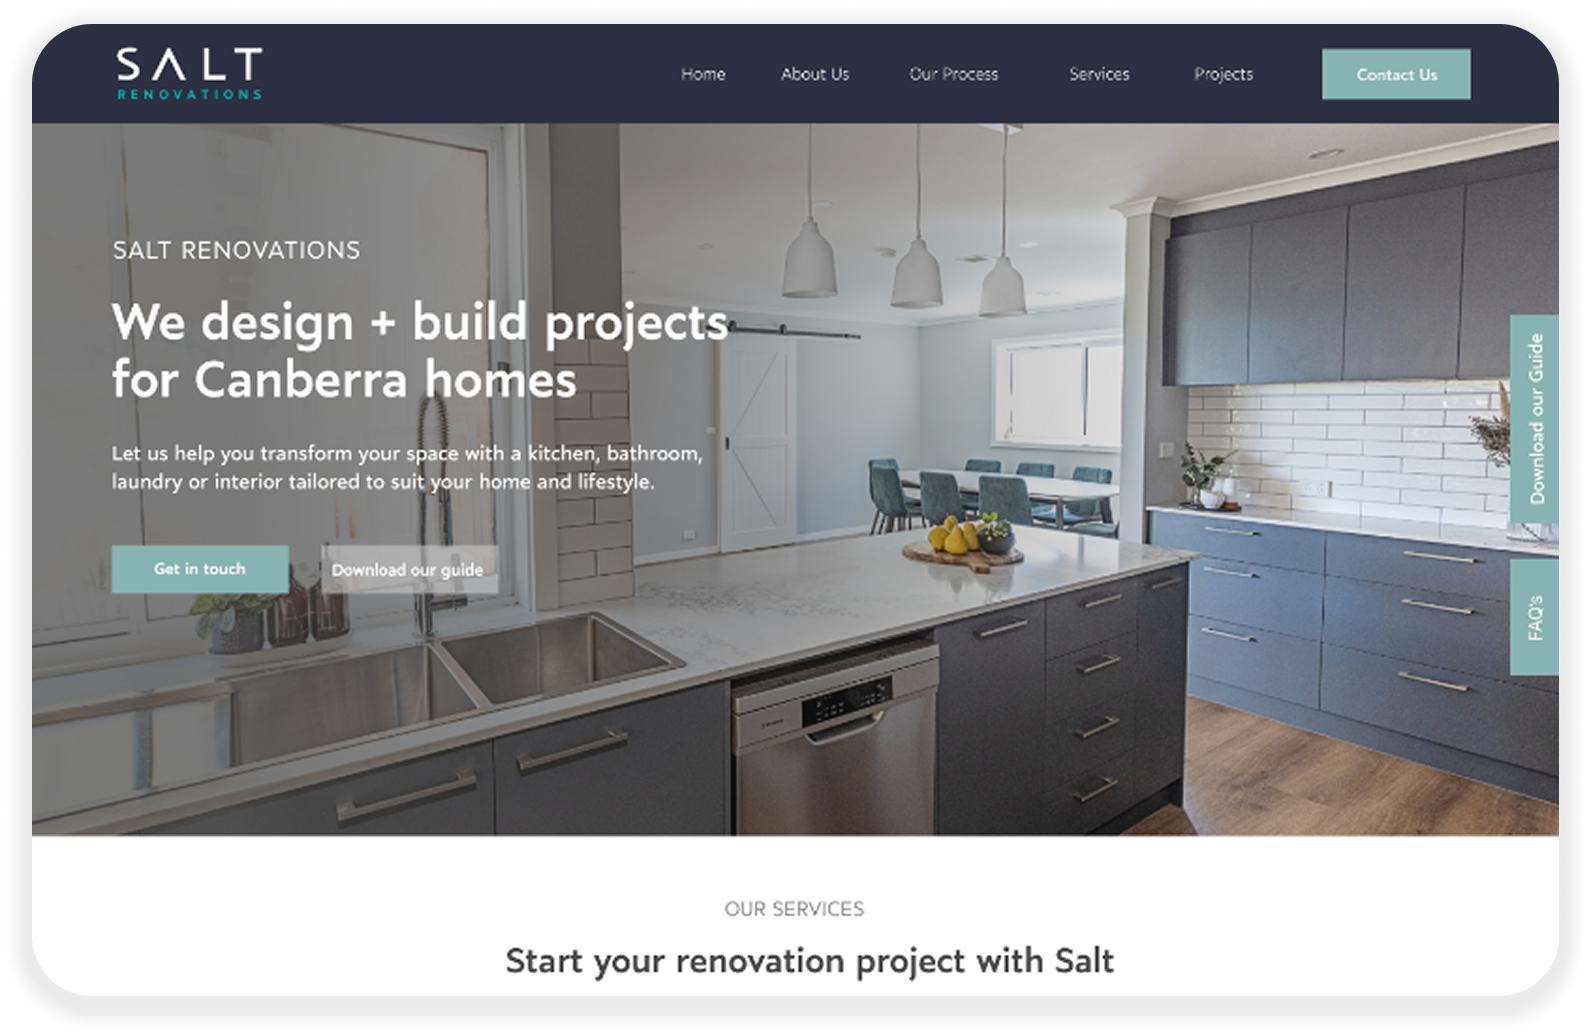 SALT
RENOVATIONS
Home
About Us
Our Process
Services
Projects
Contact Us
SALT RENOVATIONS
We design + build projects
for Canberra homes
Let us help you transform your space with a kitchen, bathroom,
laundry or interior tailored to suit your home and lifestyle.
Get in touch
Download our guide
Download our Guide
FAQ's
OUR SERVICES
Start your renovation project with Salt